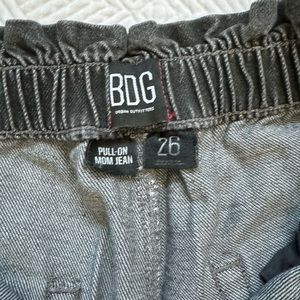 BDG
URBAN OUTFITTERS
PULL-ON
MOM JEAN
26